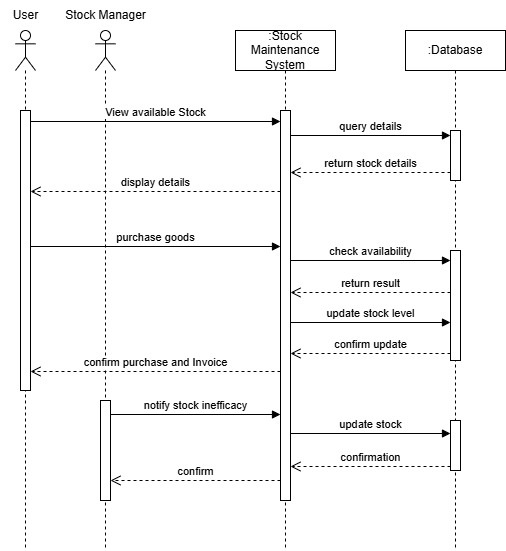 User
Stock Manager
:Stock
Maintenance
System
:Database
View available Stock
query details
return stock details
display details
purchase goods
check availability
return result
update stock level
confirm update
confirm purchase and Invoice
notify stock inefficacy
update stock
confirmation
confirm